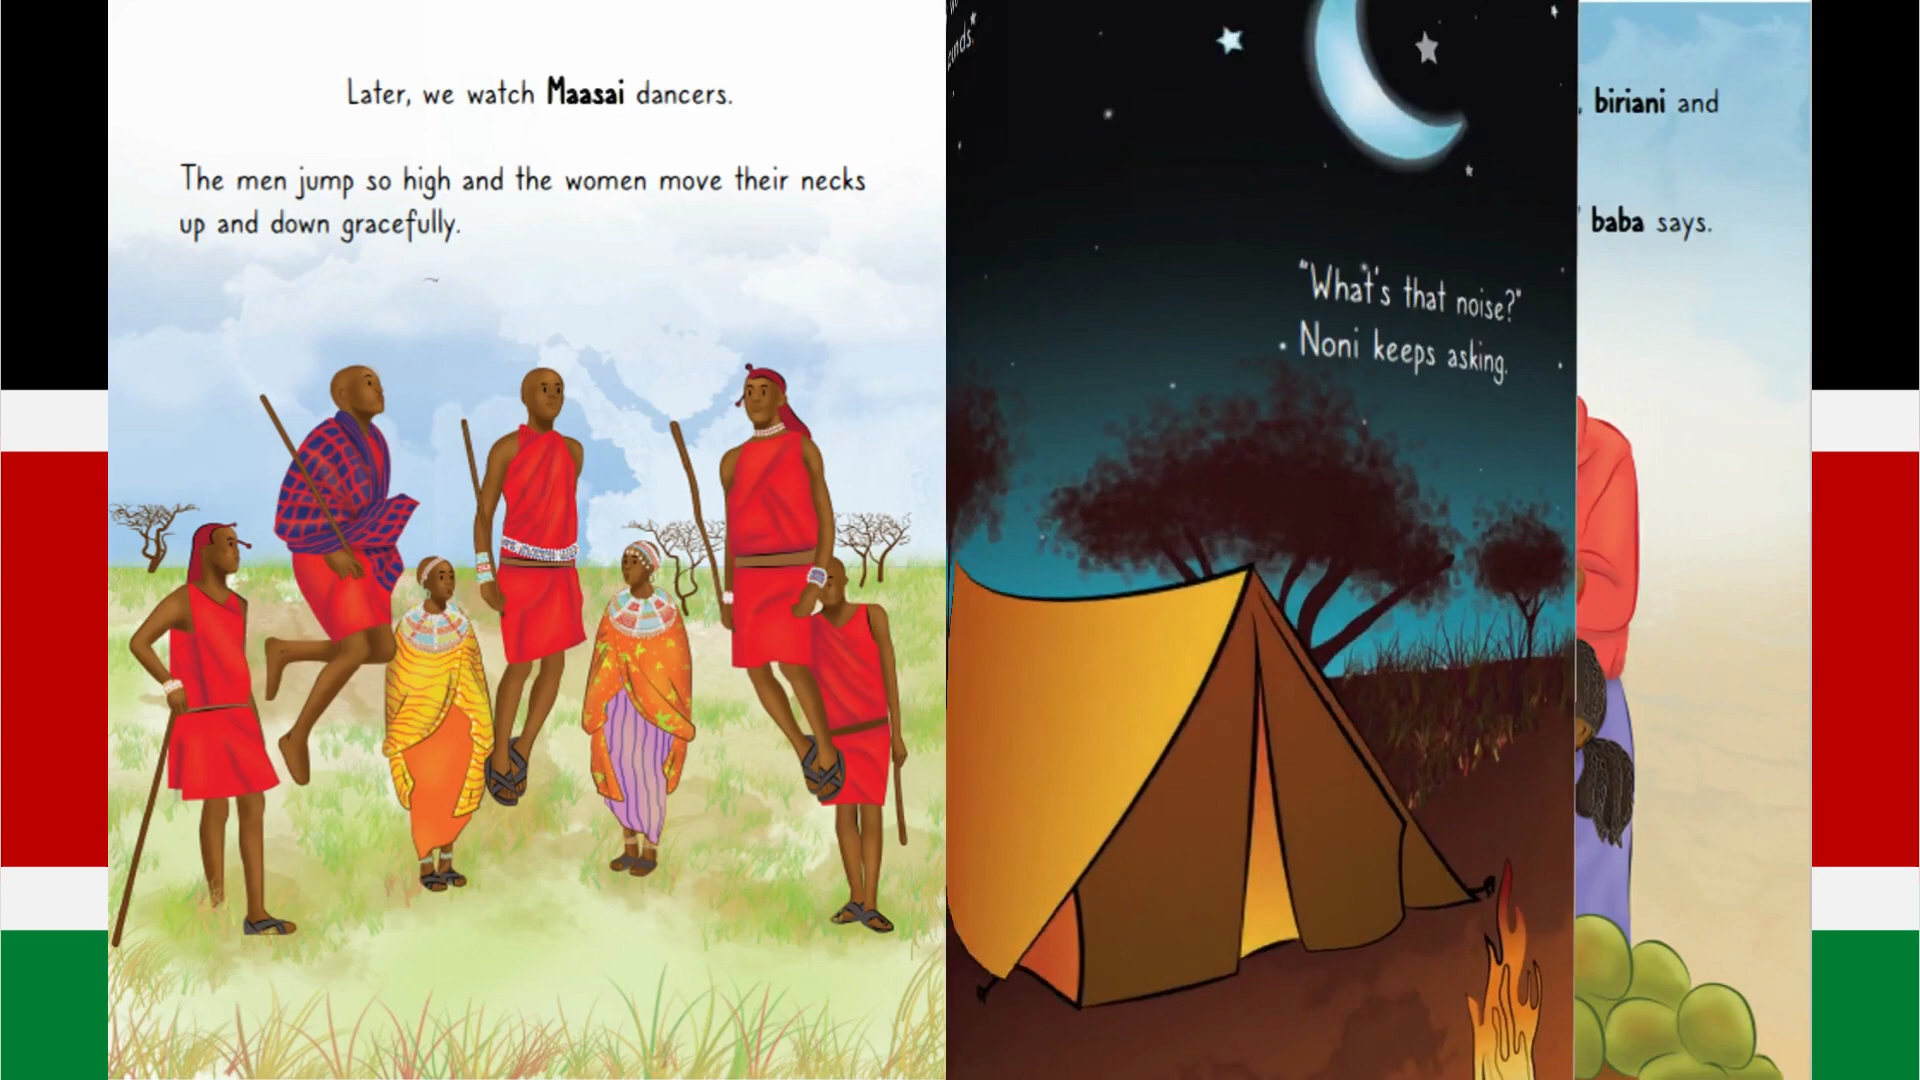 Later, we watch Maasai dancers.
The men jump so high and the women move their necks
up and down gracefully.
"What's that noise?"
Noni keeps asking.
, biriani and
" baba says.